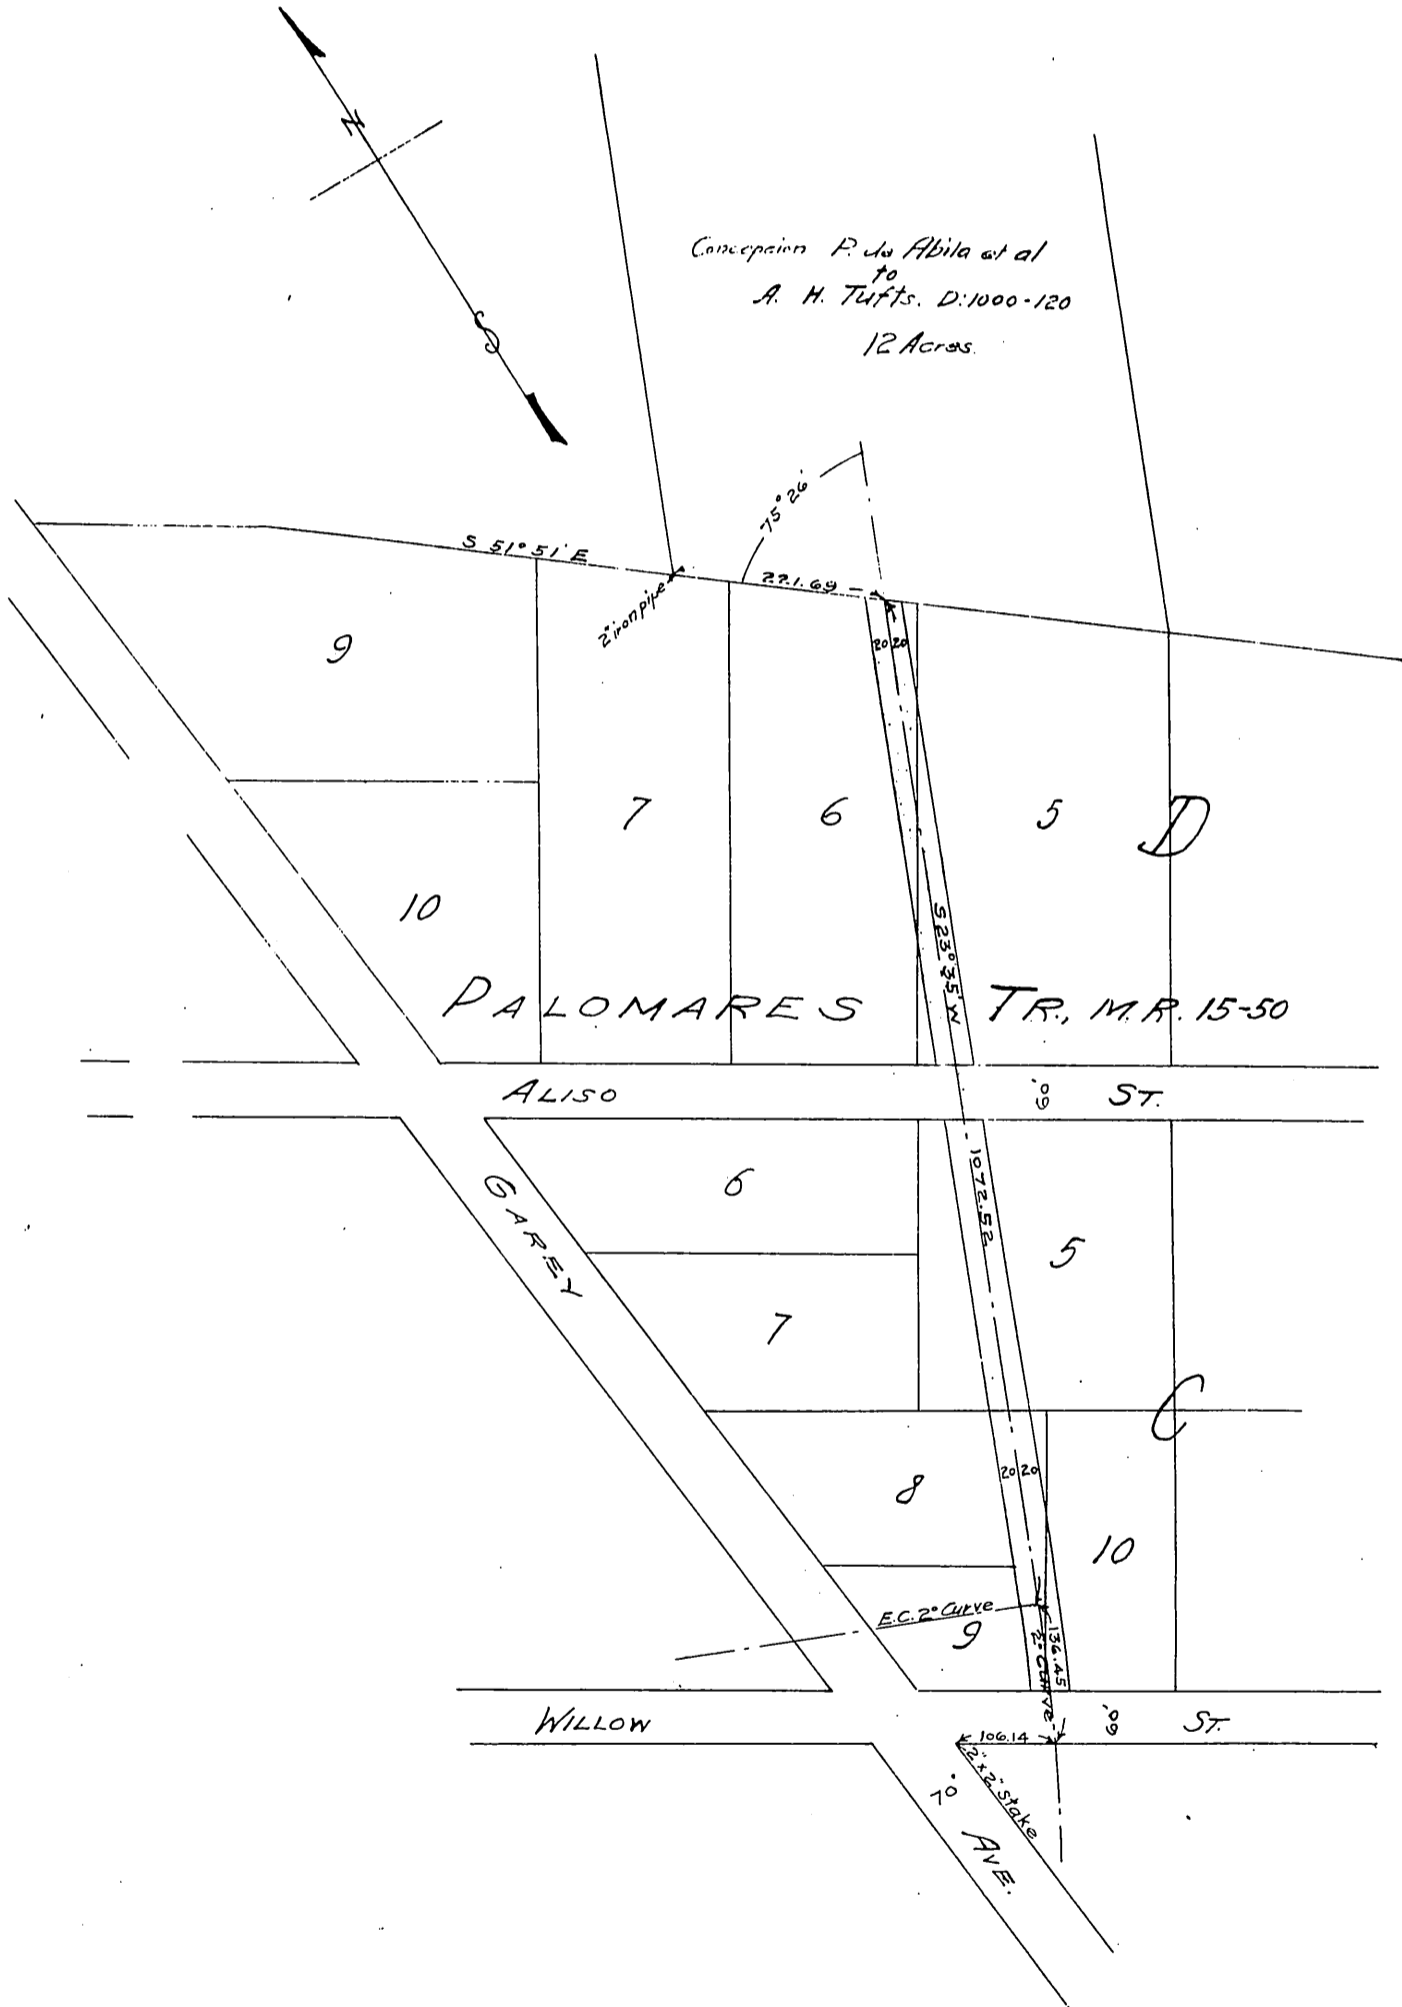 N
S
Concepcion P. de Abila et al
to
A. H. Tufts. D:1000-120
12 Acres.
75° 26'
S 51° 51' E
2" iron pipe
221.69
20 20
9
7
6
5
D
10
S 23° 35' W
PALOMARES TR., M.R. 15-50
ALISO ST.
60'
6
1072.52
GAREY
5
7
C
8
20 20
10
E.C. 2° Curve
9
136.45
2° Curve
WILLOW ST.
60'
106.14
2" x 2" Stake
70'
AVE.